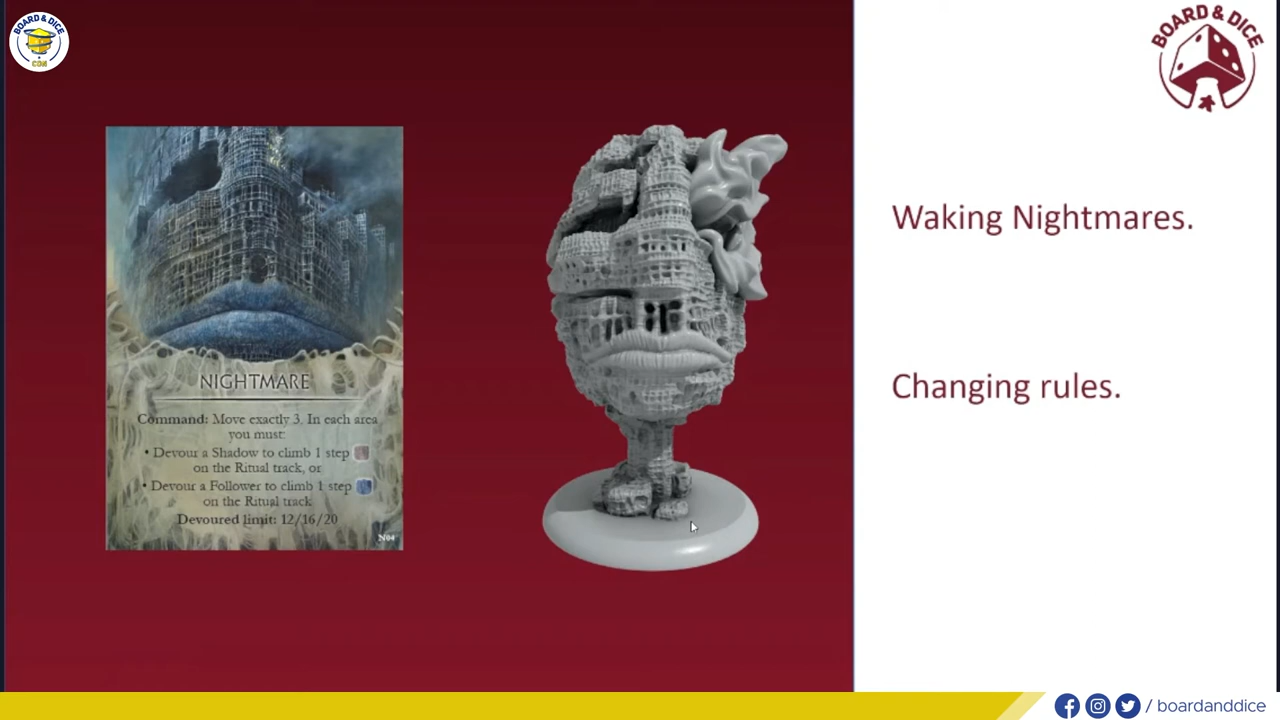 BOARD & DICE
CON
BOARD & DICE
NIGHTMARE
Command: Move exactly 3. In each area
you must:
• Devour a Shadow to climb 1 step
on the Ritual track, or
• Devour a Follower to climb 1 step
on the Ritual track
Devoured limit: 12/16/20
N04
Waking Nightmares.
Changing rules.
/ boardanddice